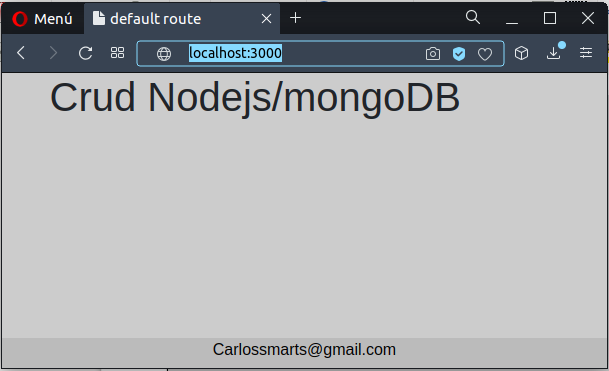 Menú
default route
localhost:3000
Crud Nodejs/mongoDB
Carlossmarts@gmail.com